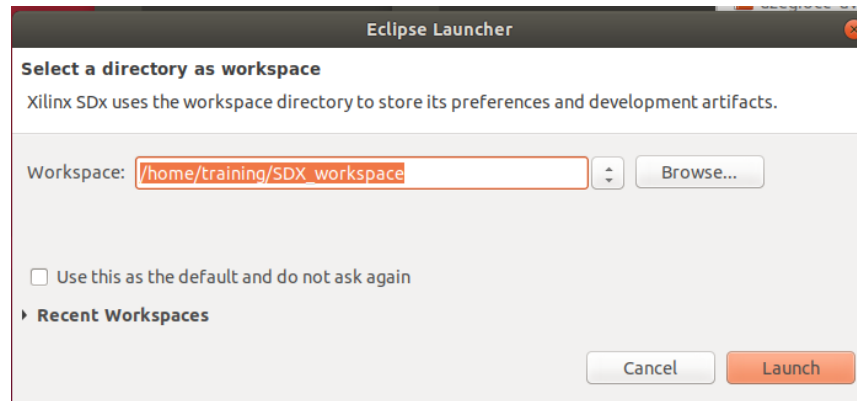 Eclipse Launcher
Select a directory as workspace
Xilinx SDx uses the workspace directory to store its preferences and development artifacts.
Workspace: /home/training/SDX_workspace Browse...
Use this as the default and do not ask again
Recent Workspaces
Cancel Launch